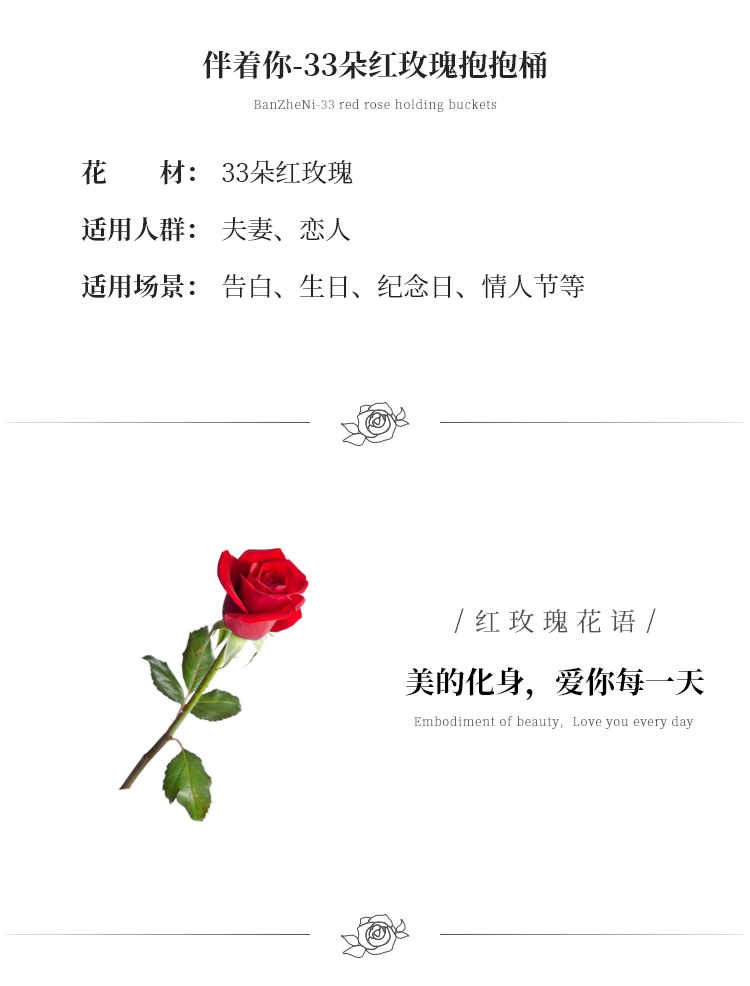 伴着你-33朵红玫瑰抱抱桶
BanZheNi-33 red rose holding buckets
花 材： 33朵红玫瑰
适用人群： 夫妻、恋人
适用场景： 告白、生日、纪念日、情人节等
/ 红玫瑰花语 /
美的化身，爱你每一天
Embodiment of beauty, Love you every day